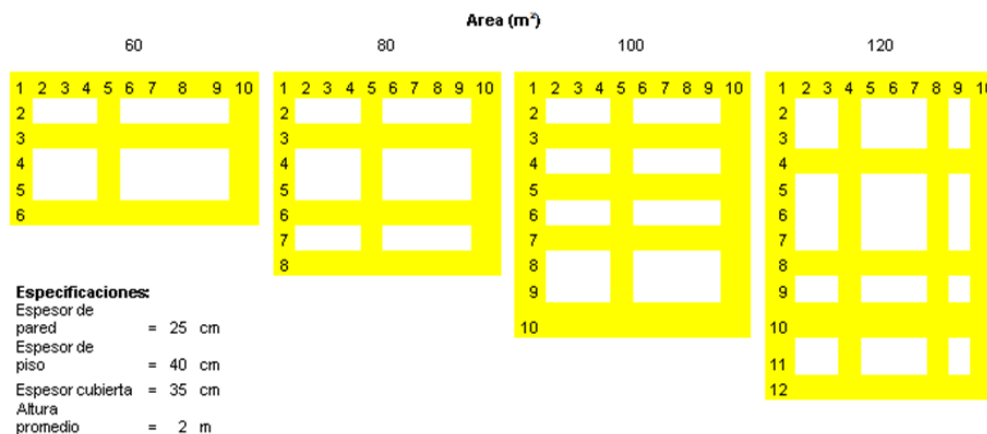 Area (m²)
60 80 100 120
1 2 3 4 5 6 7 8 9 10 1 2 3 4 5 6 7 8 9 10 1 2 3 4 5 6 7 8 9 10 1 2 3 4 5 6 7 8 9 10
2 2 2 2
3 3 3 3
4 4 4 4
5 5 5 5
6 6 6 6
7 7 7
8 8 8
9 9
10 10
11
12
Especificaciones:
Espesor de
pared = 25 cm
Espesor de
piso = 40 cm
Espesor cubierta = 35 cm
Altura
promedio = 2 m